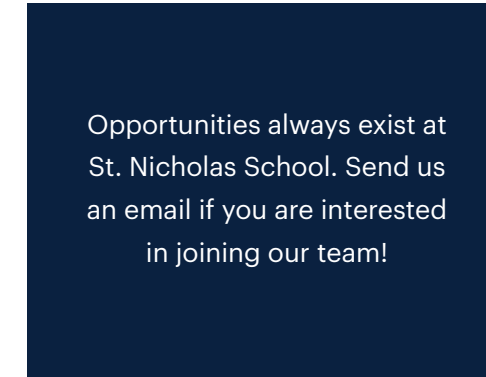 Opportunities always exist at
St. Nicholas School. Send us
an email if you are interested
in joining our team!